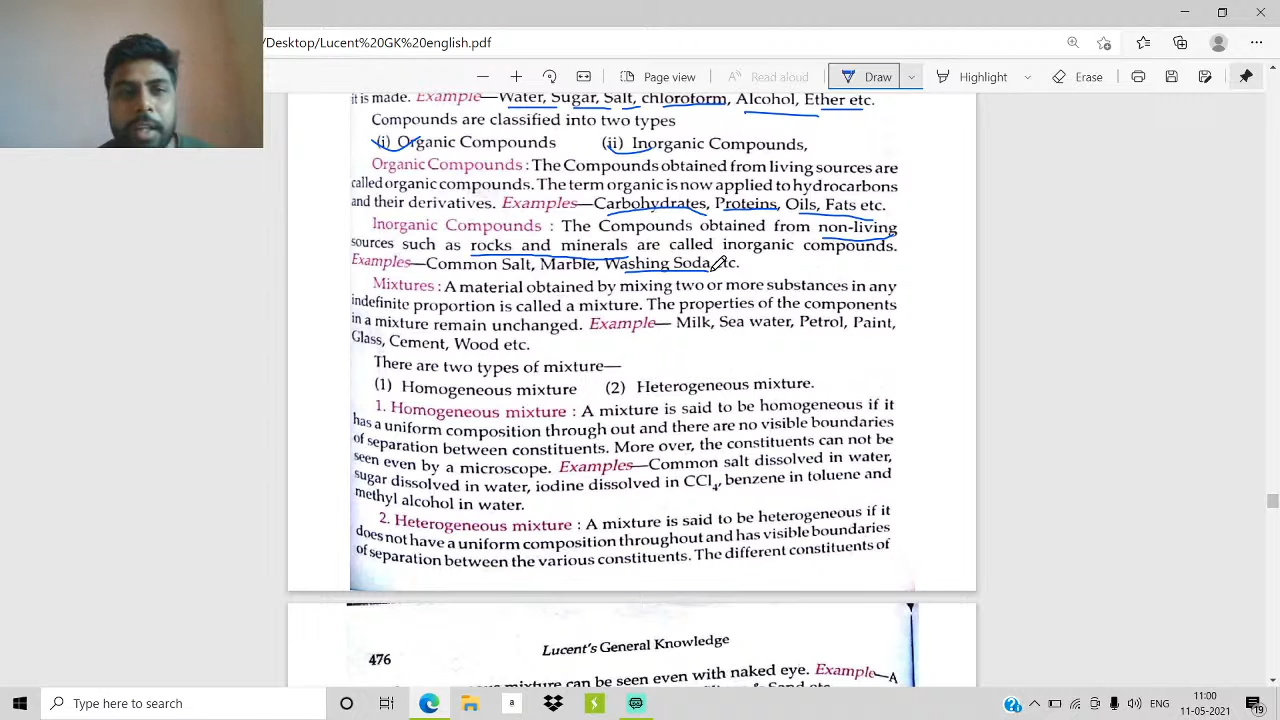 /Desktop/Lucent%20GK%20english.pdf
Page view
Read aloud
Draw
Highlight
Erase
it is made. Example—Water, Sugar, Salt, chloroform, Alcohol, Ether etc.
Compounds are classified into two types
(i) Organic Compounds (ii) Inorganic Compounds,
Organic Compounds : The Compounds obtained from living sources are
called organic compounds. The term organic is now applied to hydrocarbons
and their derivatives. Examples—Carbohydrates, Proteins, Oils, Fats etc.
Inorganic Compounds : The Compounds obtained from non-living
sources such as rocks and minerals are called inorganic compounds.
Examples—Common Salt, Marble, Washing Soda, etc.
Mixtures : A material obtained by mixing two or more substances in any
indefinite proportion is called a mixture. The properties of the components
in a mixture remain unchanged. Example— Milk, Sea water, Petrol, Paint,
Glass, Cement, Wood etc.
There are two types of mixture—
(1) Homogeneous mixture (2) Heterogeneous mixture.
1. Homogeneous mixture : A mixture is said to be homogeneous if it
has a uniform composition through out and there are no visible boundaries
of separation between constituents. More over, the constituents can not be
seen even by a microscope. Examples—Common salt dissolved in water,
sugar dissolved in water, iodine dissolved in CCl4, benzene in toluene and
methyl alcohol in water.
2. Heterogeneous mixture : A mixture is said to be heterogeneous if it
does not have a uniform composition throughout and has visible boundaries
of separation between the various constituents. The different constituents of
476 Lucent's General Knowledge
mixture can be seen even with naked eye. Example—A
Type here to search
a
ENG
11:00
11-05-2021
19